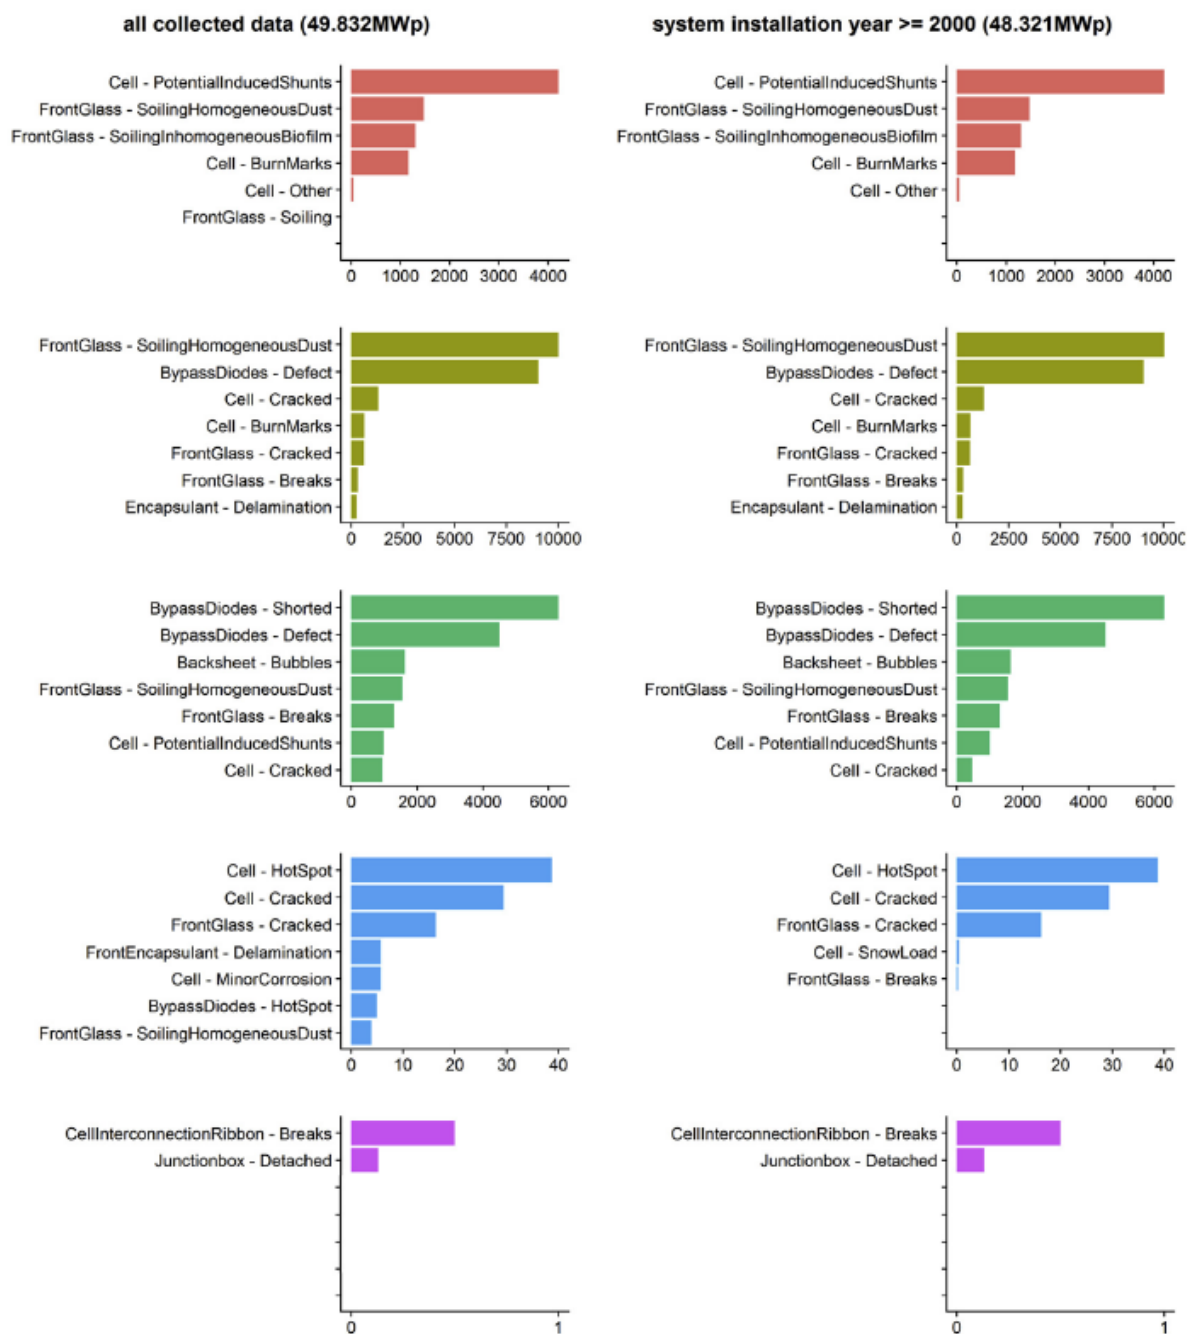 all collected data (49.832MWp)
system installation year >= 2000 (48.321MWp)
Cell - PotentialInducedShunts
FrontGlass - SoilingHomogeneousDust
FrontGlass - SoilingInhomogeneousBiofilm
Cell - BurnMarks
Cell - Other
FrontGlass - Soiling
0 1000 2000 3000 4000
Cell - PotentialInducedShunts
FrontGlass - SoilingHomogeneousDust
FrontGlass - SoilingInhomogeneousBiofilm
Cell - BurnMarks
Cell - Other
0 1000 2000 3000 4000
FrontGlass - SoilingHomogeneousDust
BypassDiodes - Defect
Cell - Cracked
Cell - BurnMarks
FrontGlass - Cracked
FrontGlass - Breaks
Encapsulant - Delamination
0 2500 5000 7500 10000
FrontGlass - SoilingHomogeneousDust
BypassDiodes - Defect
Cell - Cracked
Cell - BurnMarks
FrontGlass - Cracked
FrontGlass - Breaks
Encapsulant - Delamination
0 2500 5000 7500 10000
BypassDiodes - Shorted
BypassDiodes - Defect
Backsheet - Bubbles
FrontGlass - SoilingHomogeneousDust
FrontGlass - Breaks
Cell - PotentialInducedShunts
Cell - Cracked
0 2000 4000 6000
BypassDiodes - Shorted
BypassDiodes - Defect
Backsheet - Bubbles
FrontGlass - SoilingHomogeneousDust
FrontGlass - Breaks
Cell - PotentialInducedShunts
Cell - Cracked
0 2000 4000 6000
Cell - HotSpot
Cell - Cracked
FrontGlass - Cracked
FrontEncapsulant - Delamination
Cell - MinorCorrosion
BypassDiodes - HotSpot
FrontGlass - SoilingHomogeneousDust
0 10 20 30 40
Cell - HotSpot
Cell - Cracked
FrontGlass - Cracked
Cell - SnowLoad
FrontGlass - Breaks
0 10 20 30 40
CellInterconnectionRibbon - Breaks
Junctionbox - Detached
0 1
CellInterconnectionRibbon - Breaks
Junctionbox - Detached
0 1